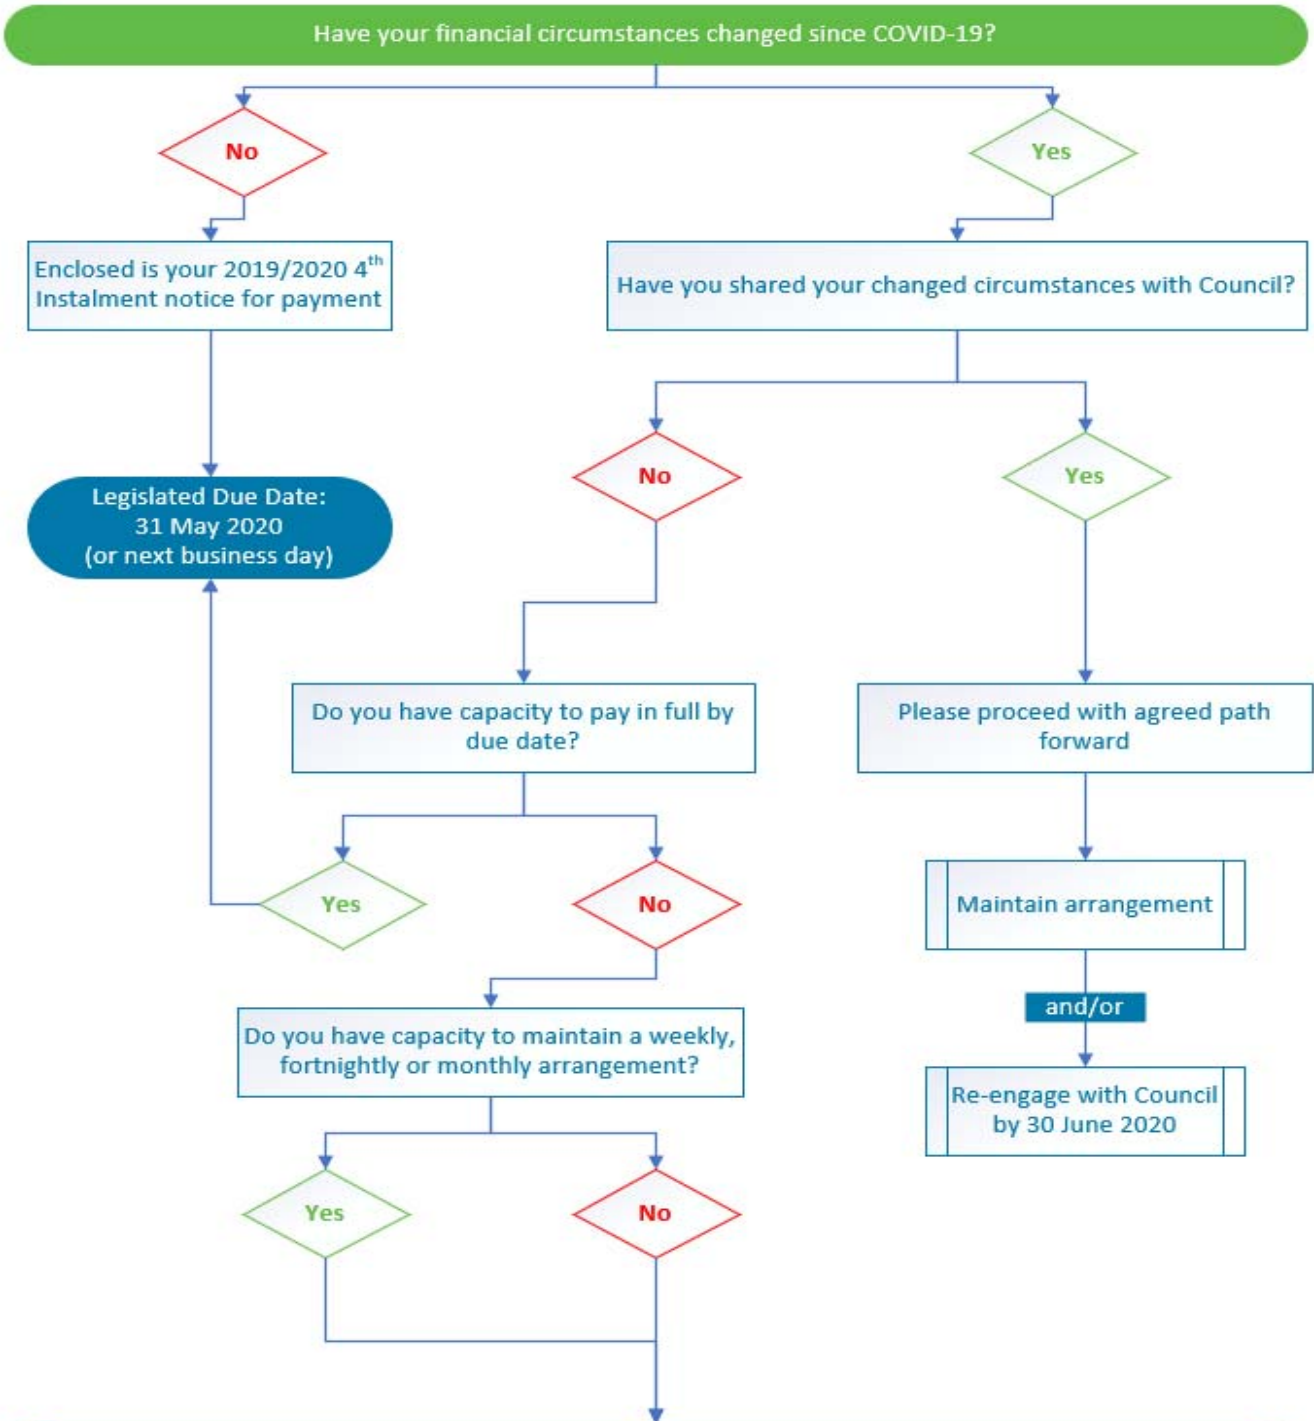 Have your financial circumstances changed since COVID-19?
No
Yes
Enclosed is your 2019/2020 4th
Instalment notice for payment
Have you shared your changed circumstances with Council?
Legislated Due Date:
31 May 2020
(or next business day)
No
Yes
Do you have capacity to pay in full by
due date?
Please proceed with agreed path
forward
Yes
No
Maintain arrangement
and/or
Do you have capacity to maintain a weekly,
fortnightly or monthly arrangement?
Re-engage with Council
by 30 June 2020
Yes
No